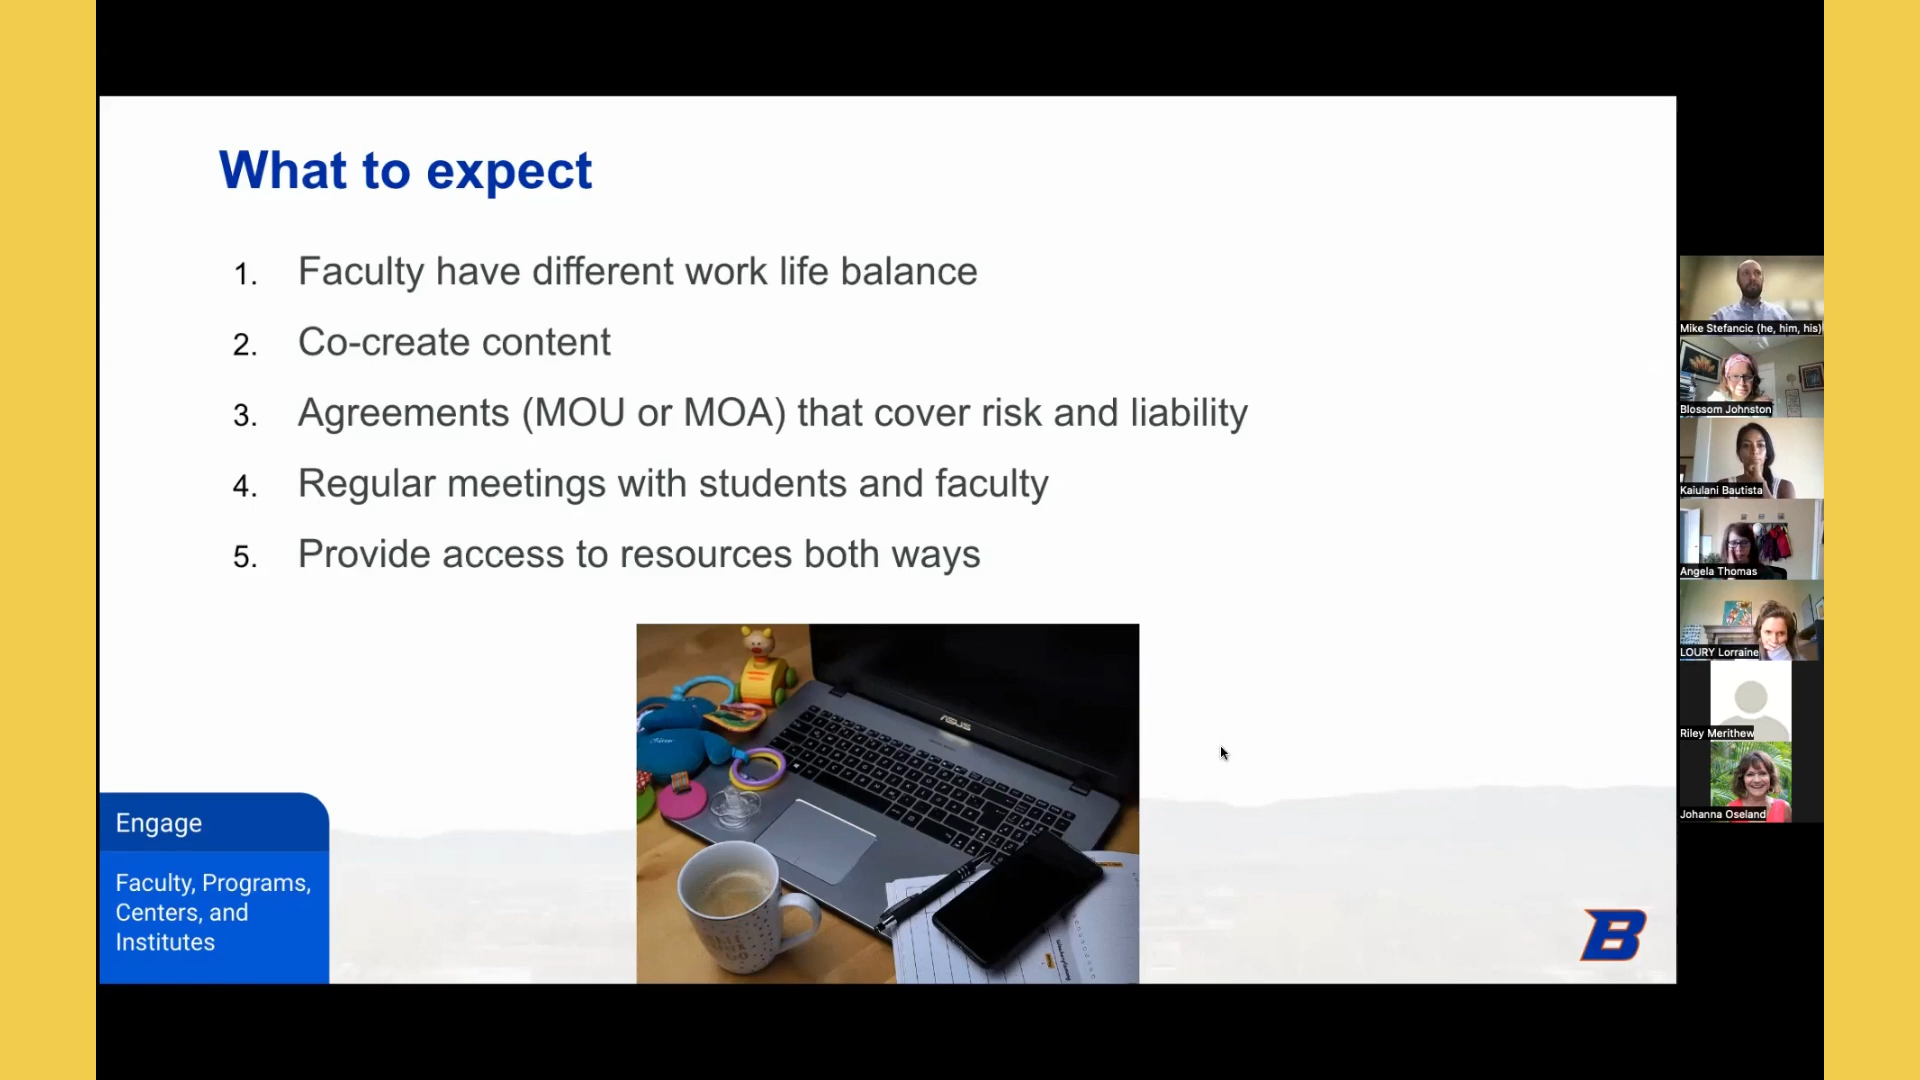 What to expect
1. Faculty have different work life balance
2. Co-create content
3. Agreements (MOU or MOA) that cover risk and liability
4. Regular meetings with students and faculty
5. Provide access to resources both ways
ASUS
Engage
Faculty, Programs,
Centers, and
Institutes
B
Mike Stefancic (he, him, his)
Blossom Johnston
Kaiulani Bautista
Angela Thomas
LOURY Lorraine
Riley Merithew
Johanna Oseland